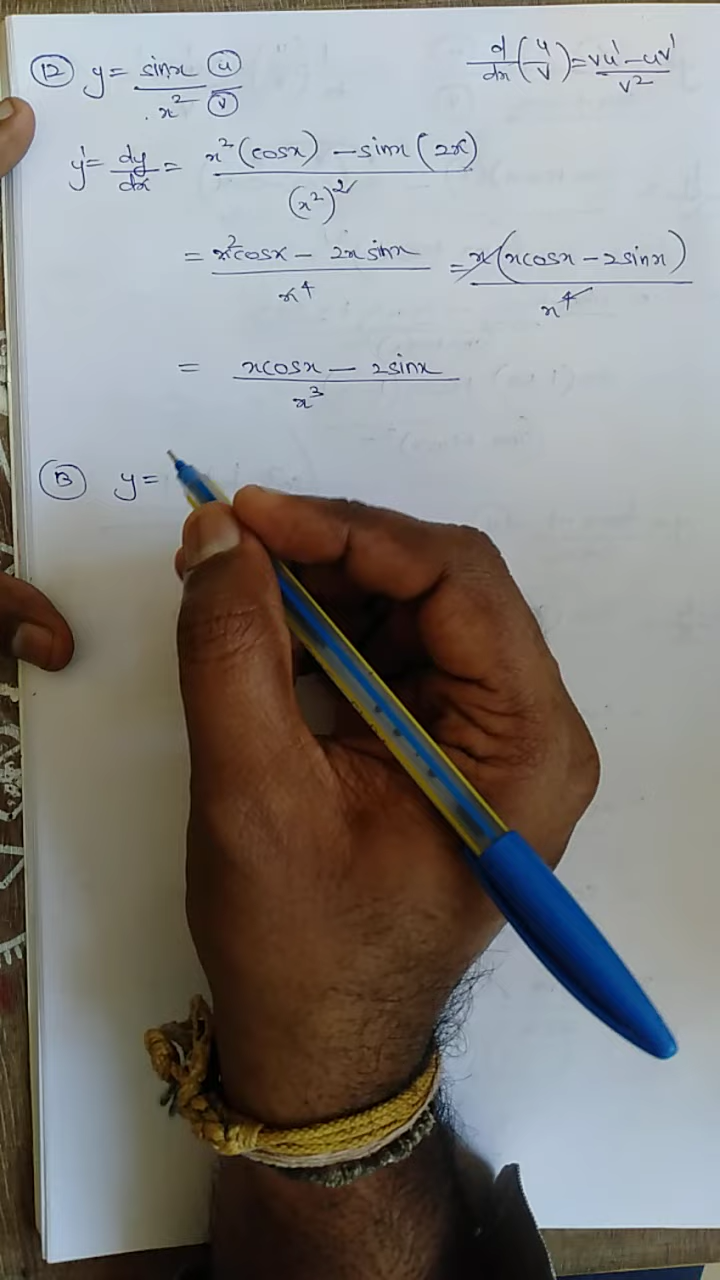 (12) y = sinx (u) / x² (v)    d/dx (u/v) = vu' - uv' / v²
y' = dy/dx = x² (cosx) - sinx (2x) / (x²)²
= x²cosx - 2x sinx / x⁴ = x(xcosx - 2sinx) / x⁴
= xcosx - 2sinx / x³
(13) y =